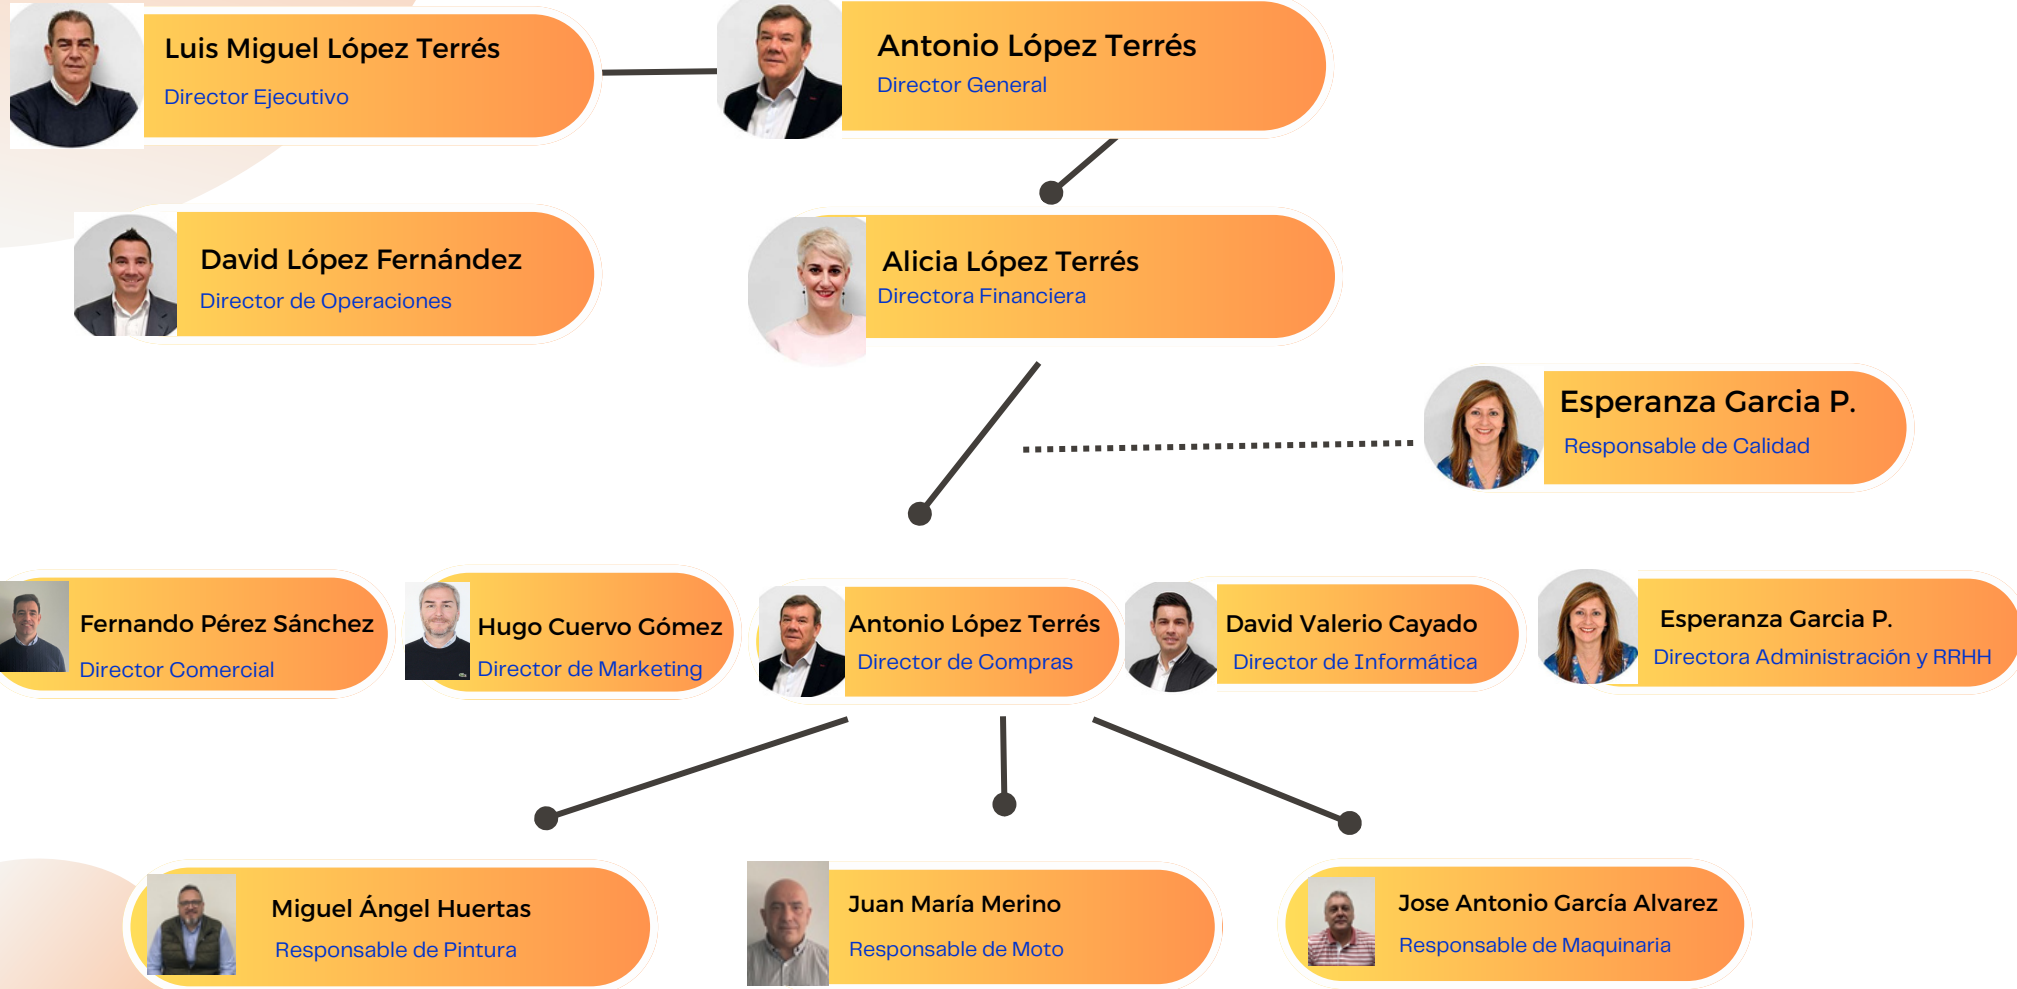 Luis Miguel López Terrés
Director Ejecutivo
Antonio López Terrés
Director General
David López Fernández
Director de Operaciones
Alicia López Terrés
Directora Financiera
Esperanza Garcia P.
Responsable de Calidad
Fernando Pérez Sánchez
Director Comercial
Hugo Cuervo Gómez
Director de Marketing
Antonio López Terrés
Director de Compras
David Valerio Cayado
Director de Informática
Esperanza Garcia P.
Directora Administración y RRHH
Miguel Ángel Huertas
Responsable de Pintura
Juan María Merino
Responsable de Moto
Jose Antonio García Alvarez
Responsable de Maquinaria